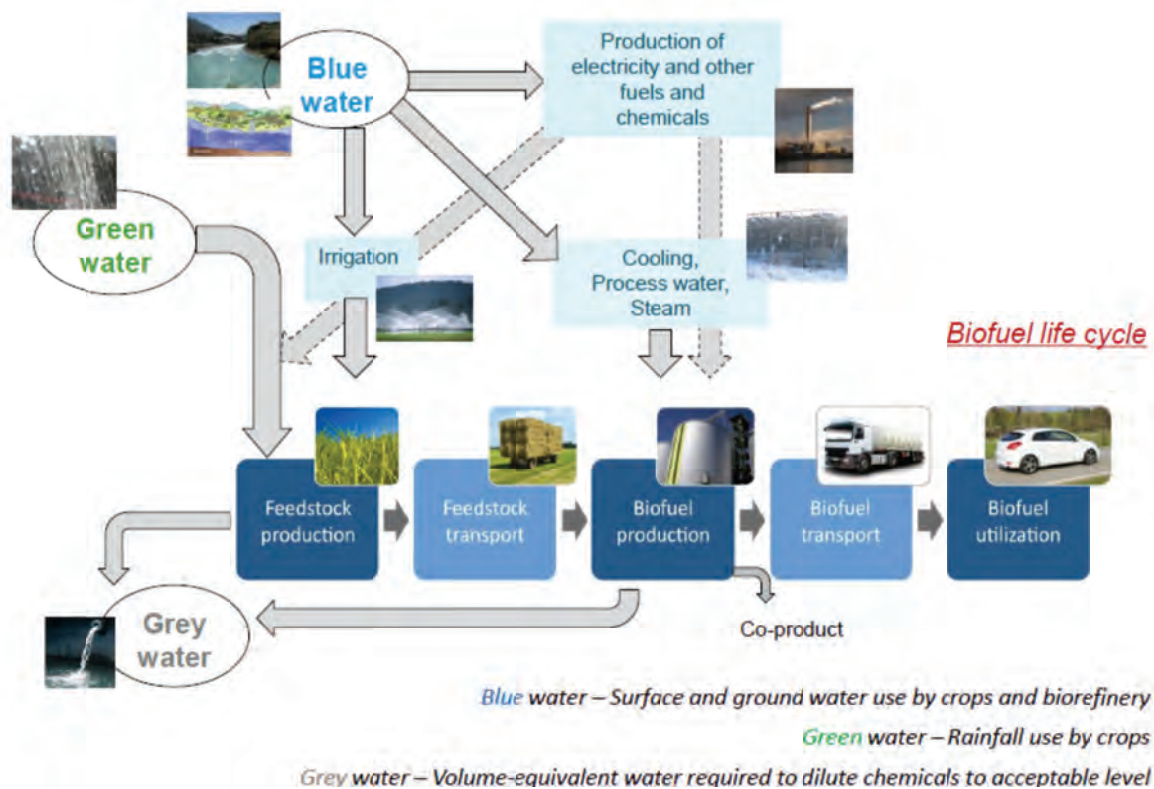 Blue
water
Production of
electricity and other
fuels and
chemicals
Green
water
Irrigation
Cooling,
Process water,
Steam
Biofuel life cycle
Feedstock
production
Feedstock
transport
Biofuel
production
Biofuel
transport
Biofuel
utilization
Grey
water
Co-product
Blue water – Surface and ground water use by crops and biorefinery
Green water – Rainfall use by crops
Grey water – Volume-equivalent water required to dilute chemicals to acceptable level